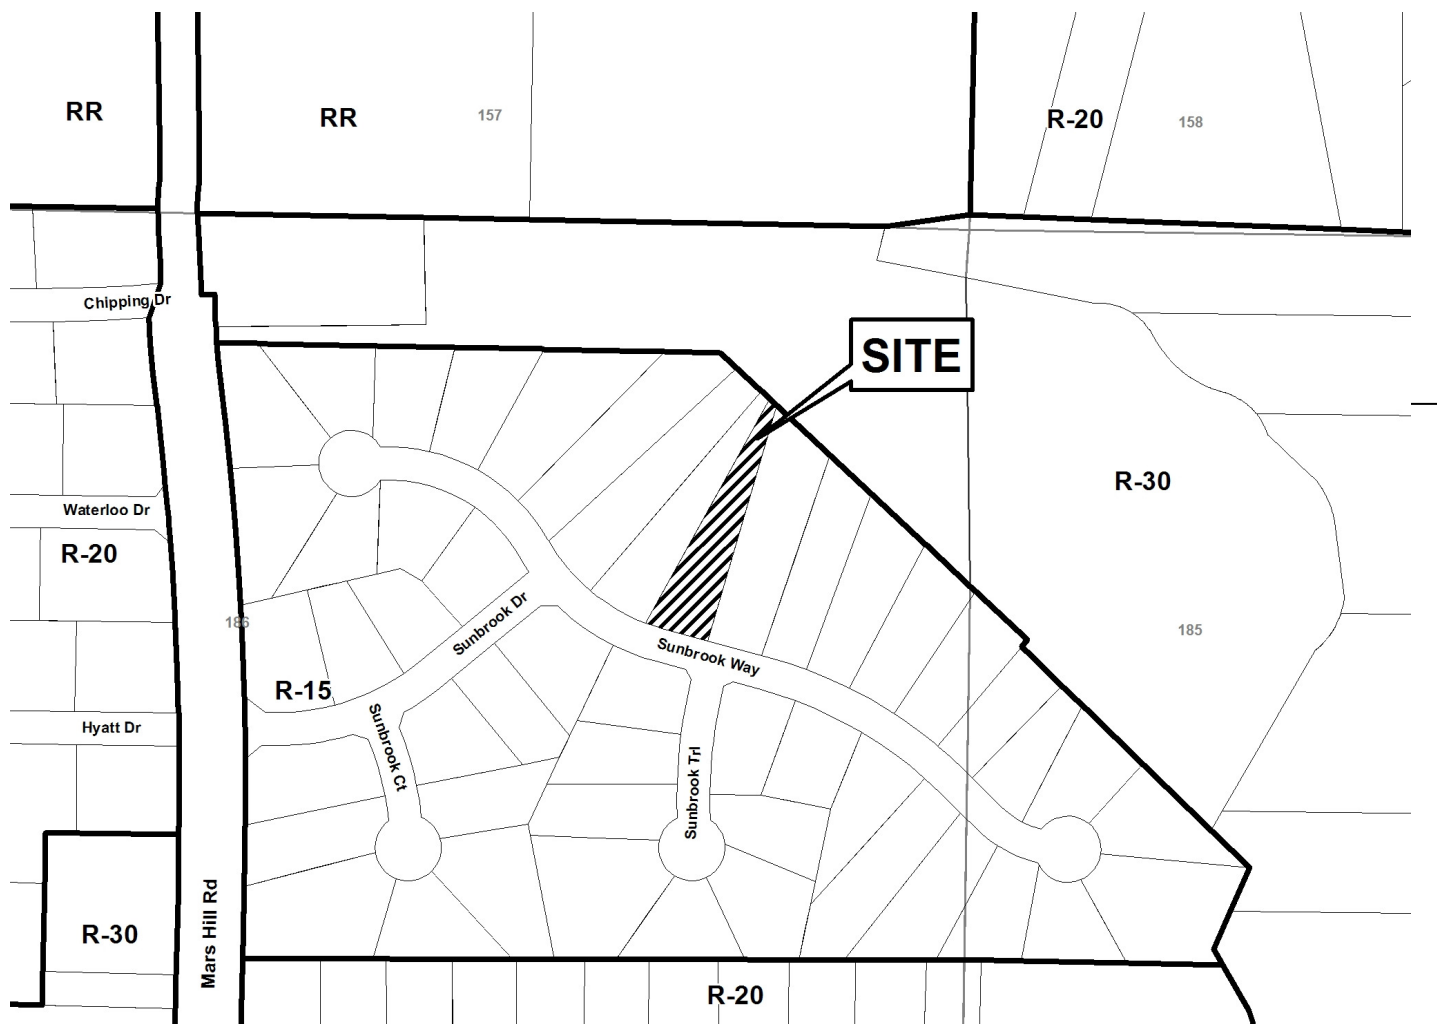 RR
RR
157
R-20
158
Chipping Dr
SITE
R-30
Waterloo Dr
R-20
Sunbrook Dr
186
185
Sunbrook Way
R-15
Hyatt Dr
Sunbrook Ct
Sunbrook Trl
Mars Hill Rd
R-30
R-20